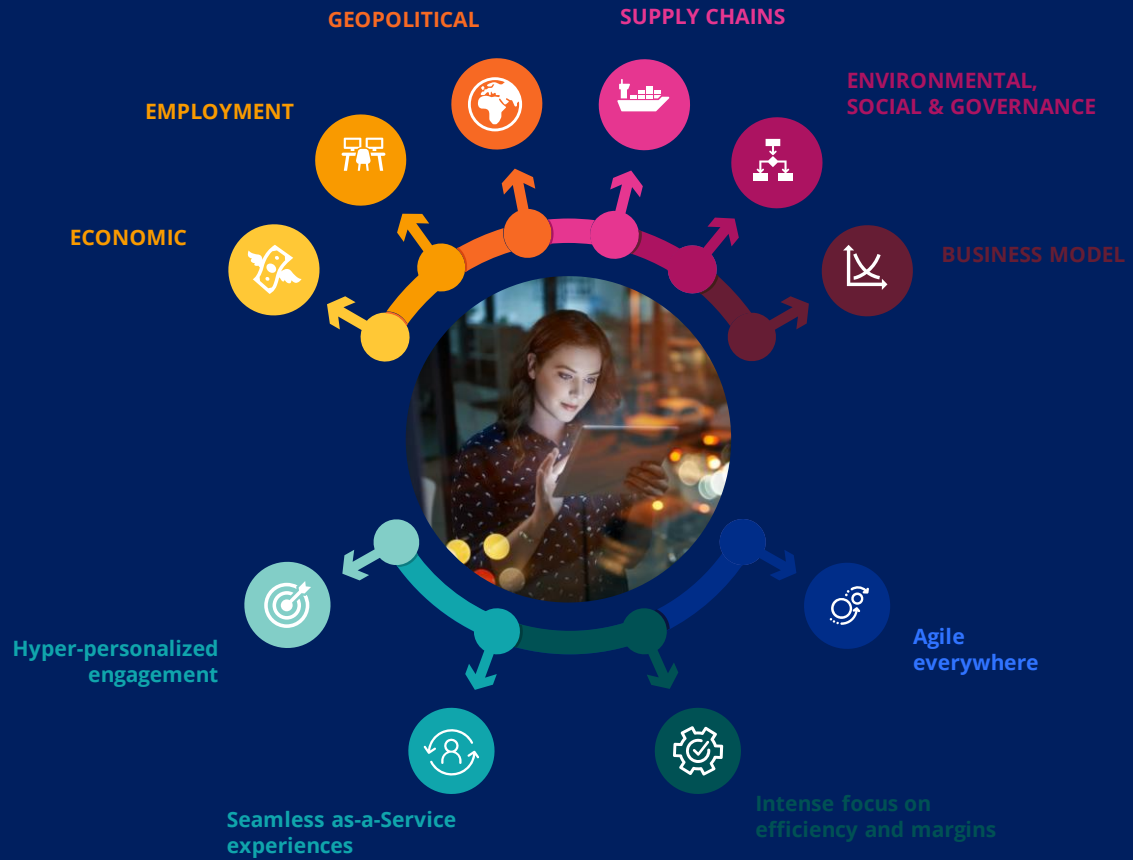 GEOPOLITICAL
SUPPLY CHAINS
EMPLOYMENT
ENVIRONMENTAL,
SOCIAL & GOVERNANCE
ECONOMIC
BUSINESS MODEL
Hyper-personalized
engagement
Agile
everywhere
Seamless as-a-Service
experiences
Intense focus on
efficiency and margins